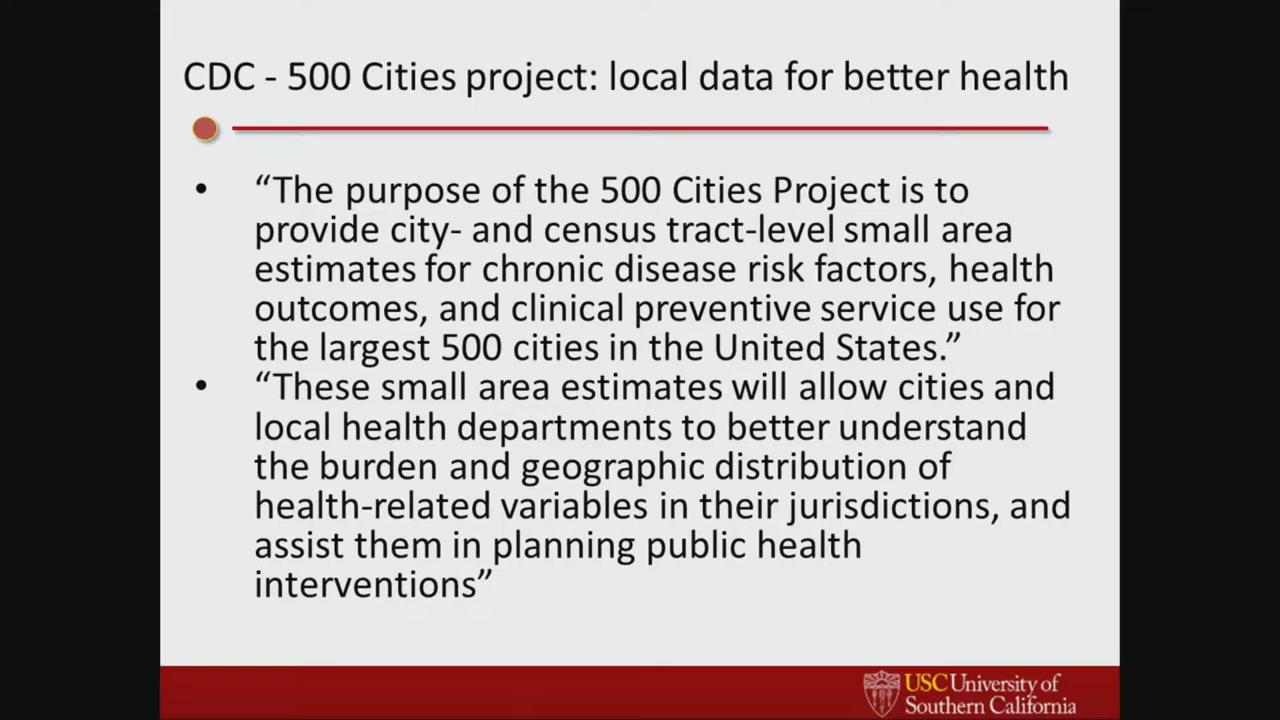 CDC - 500 Cities project: local data for better health
• “The purpose of the 500 Cities Project is to
provide city- and census tract-level small area
estimates for chronic disease risk factors, health
outcomes, and clinical preventive service use for
the largest 500 cities in the United States.”
• “These small area estimates will allow cities and
local health departments to better understand
the burden and geographic distribution of
health-related variables in their jurisdictions, and
assist them in planning public health
interventions”
USC University of
Southern California